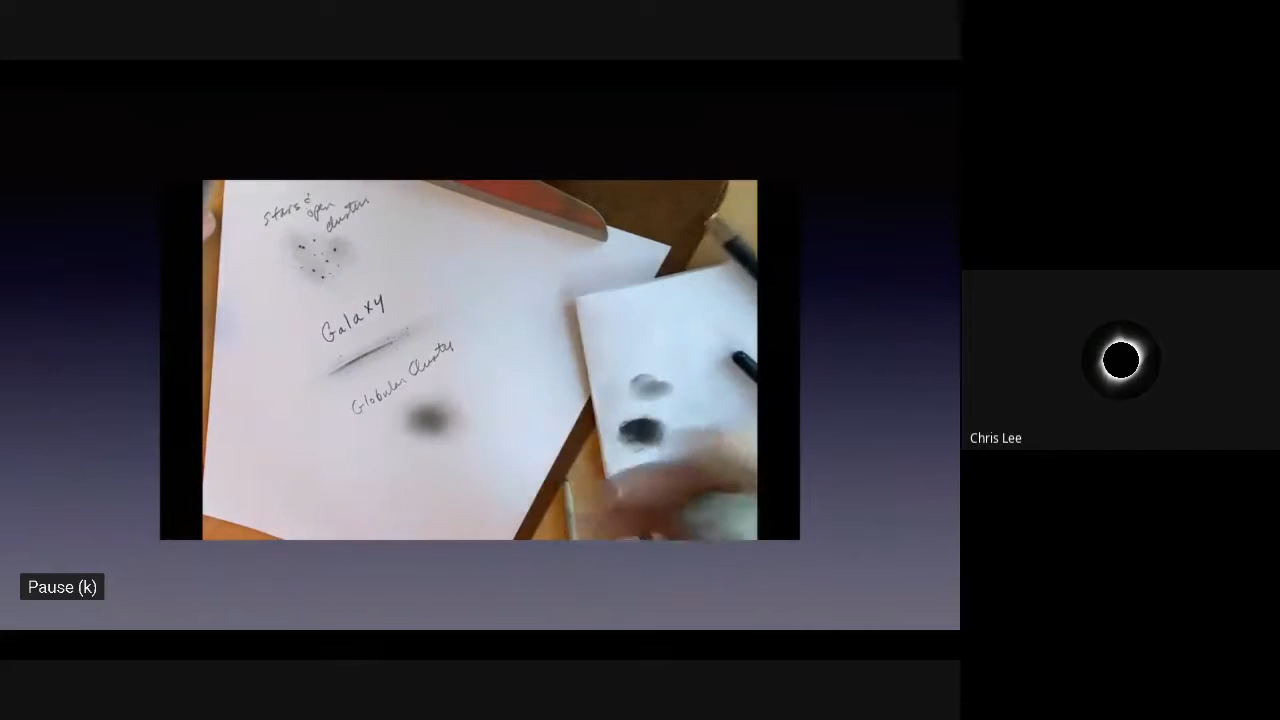 Stars &
open
clusters
Galaxy
Globular Cluster
Chris Lee
Pause (k)